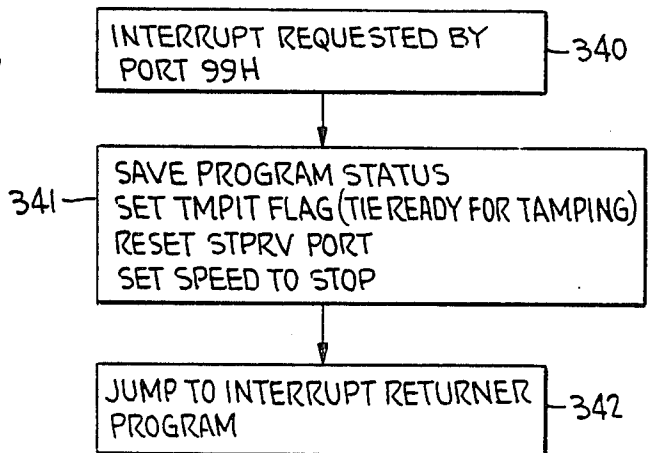 INTERRUPT REQUESTED BY
PORT 99H
340
SAVE PROGRAM STATUS
SET TMPIT FLAG (TIE READY FOR TAMPING)
RESET STPRV PORT
SET SPEED TO STOP
341
JUMP TO INTERRUPT RETURNER
PROGRAM
342